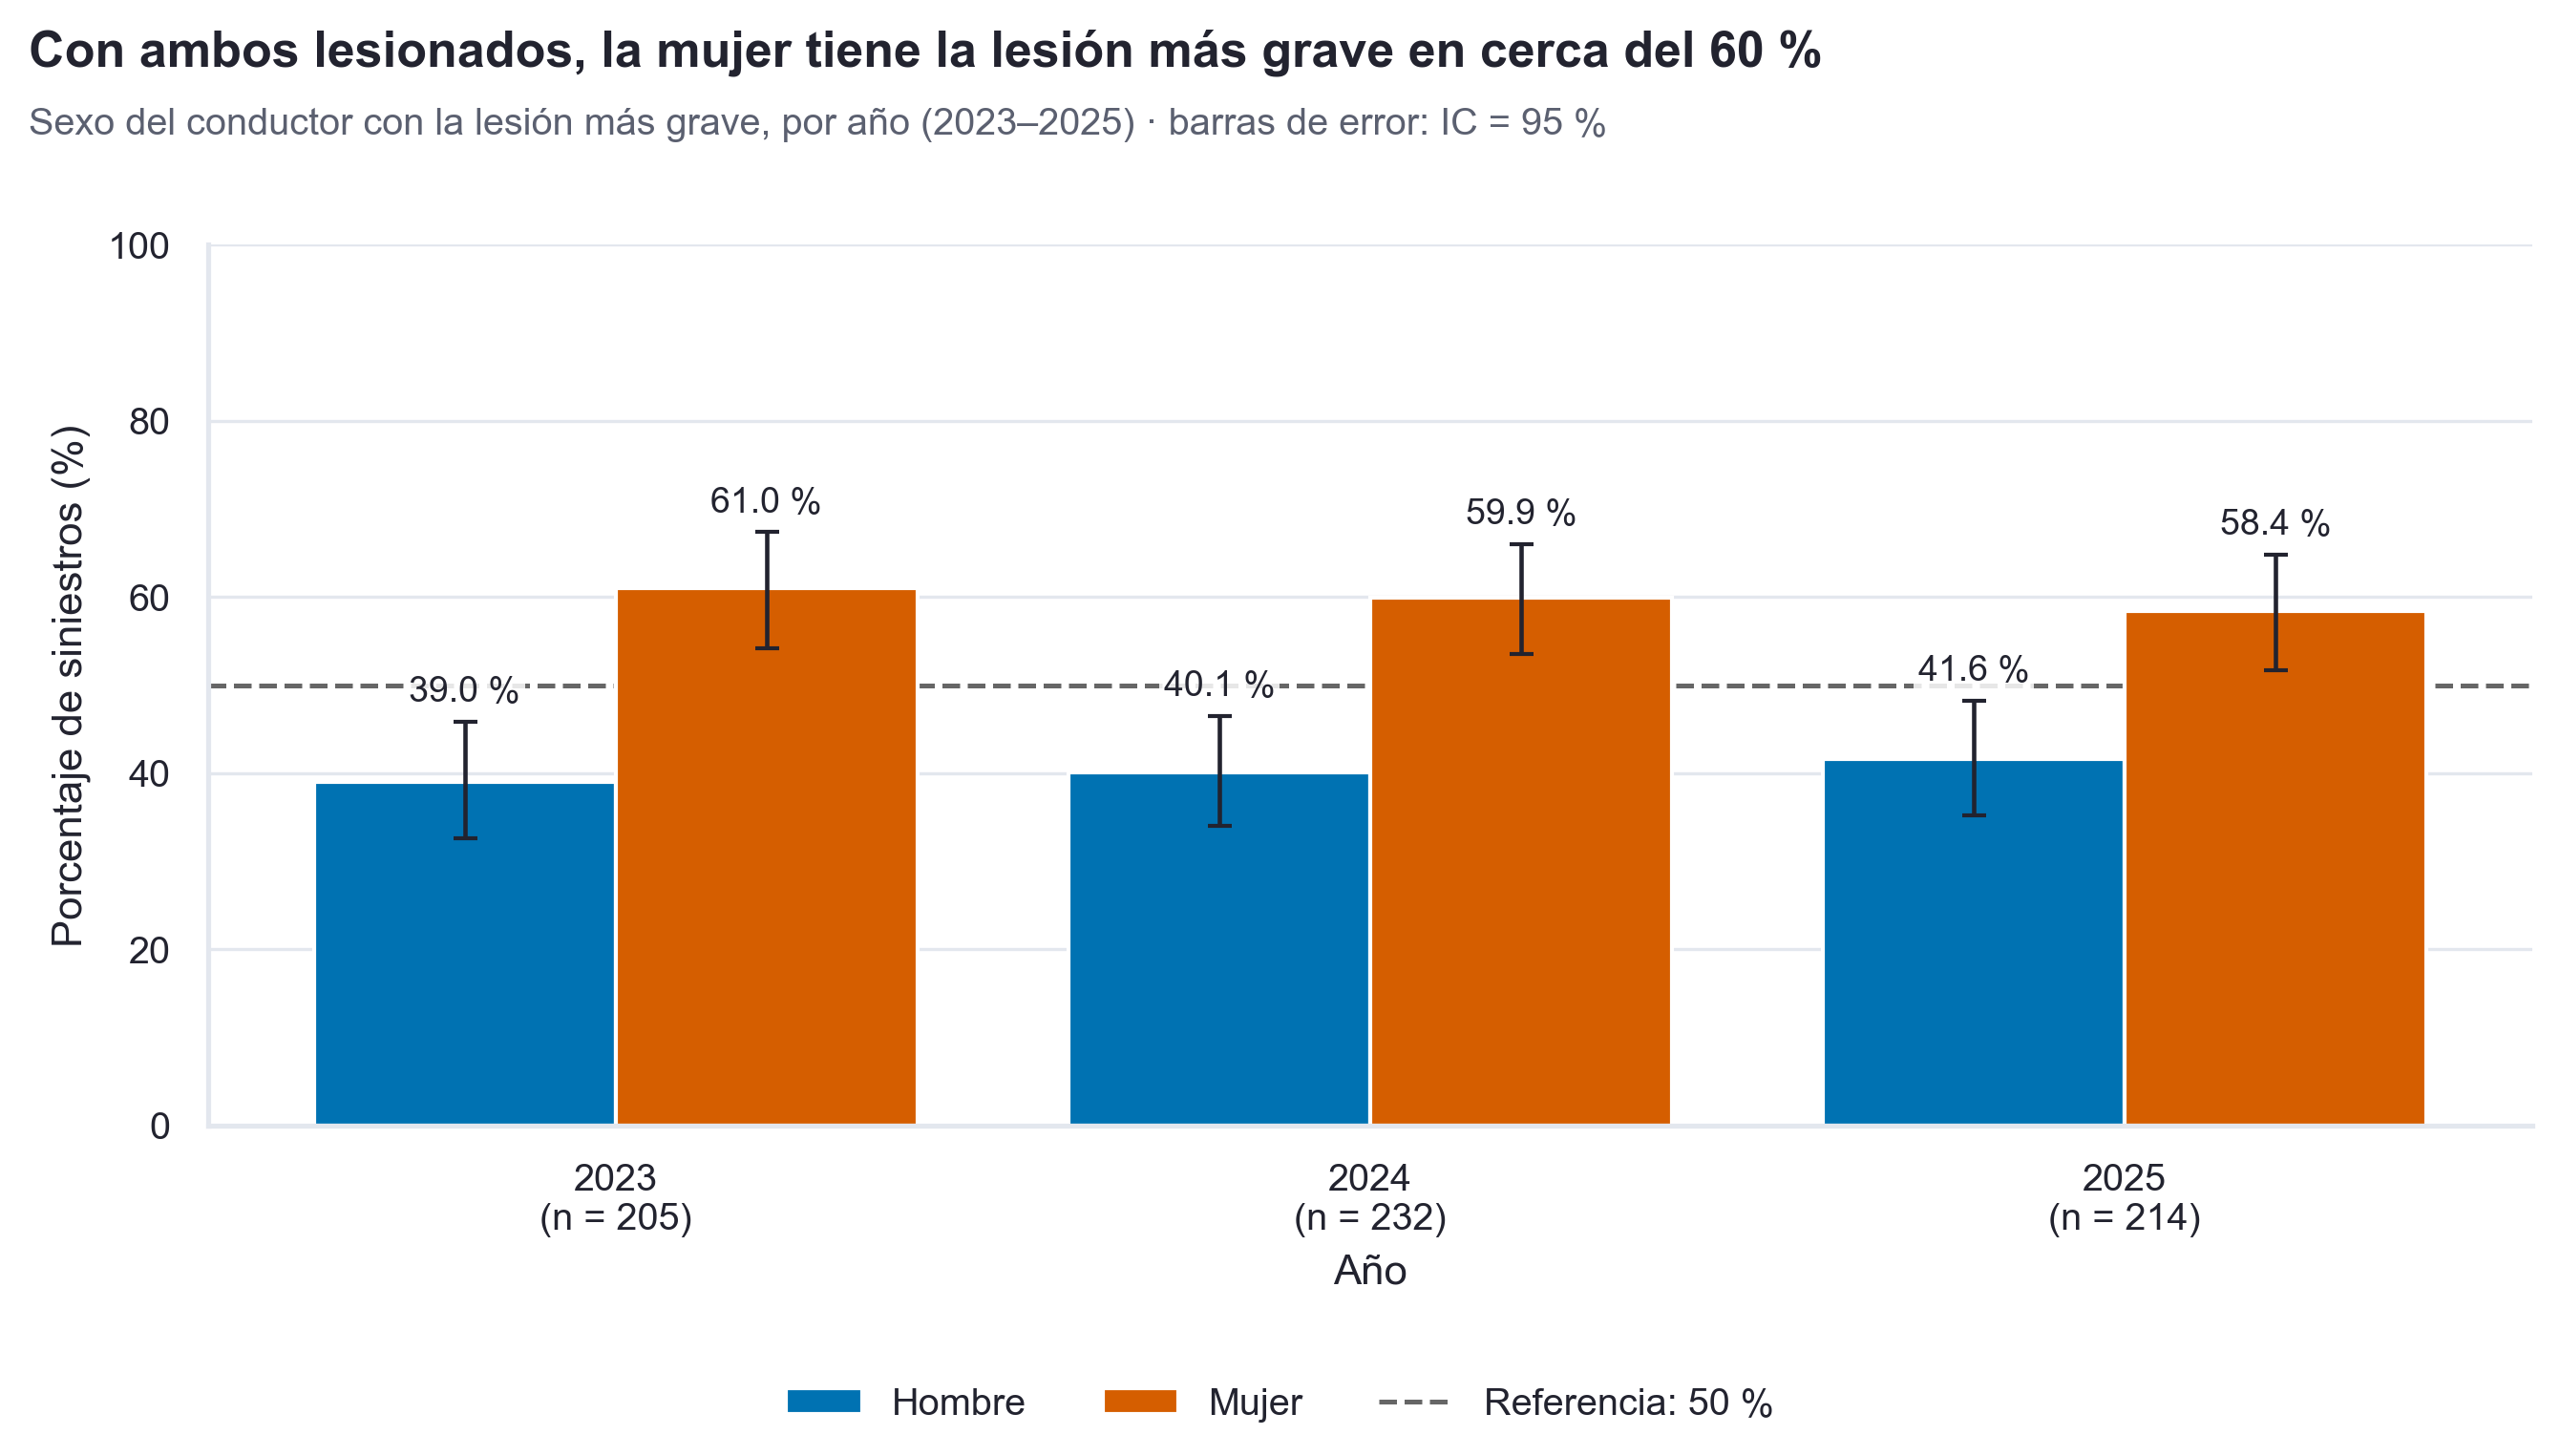 Con ambos lesionados, la mujer tiene la lesión más grave en cerca del 60 %
Sexo del conductor con la lesión más grave, por año (2023–2025) · barras de error: IC = 95 %
Porcentaje de siniestros (%)
100
80
60
40
20
0
39.0 %
61.0 %
40.1 %
59.9 %
41.6 %
58.4 %
2023
(n = 205)
2024
(n = 232)
2025
(n = 214)
Año
Hombre
Mujer
Referencia: 50 %